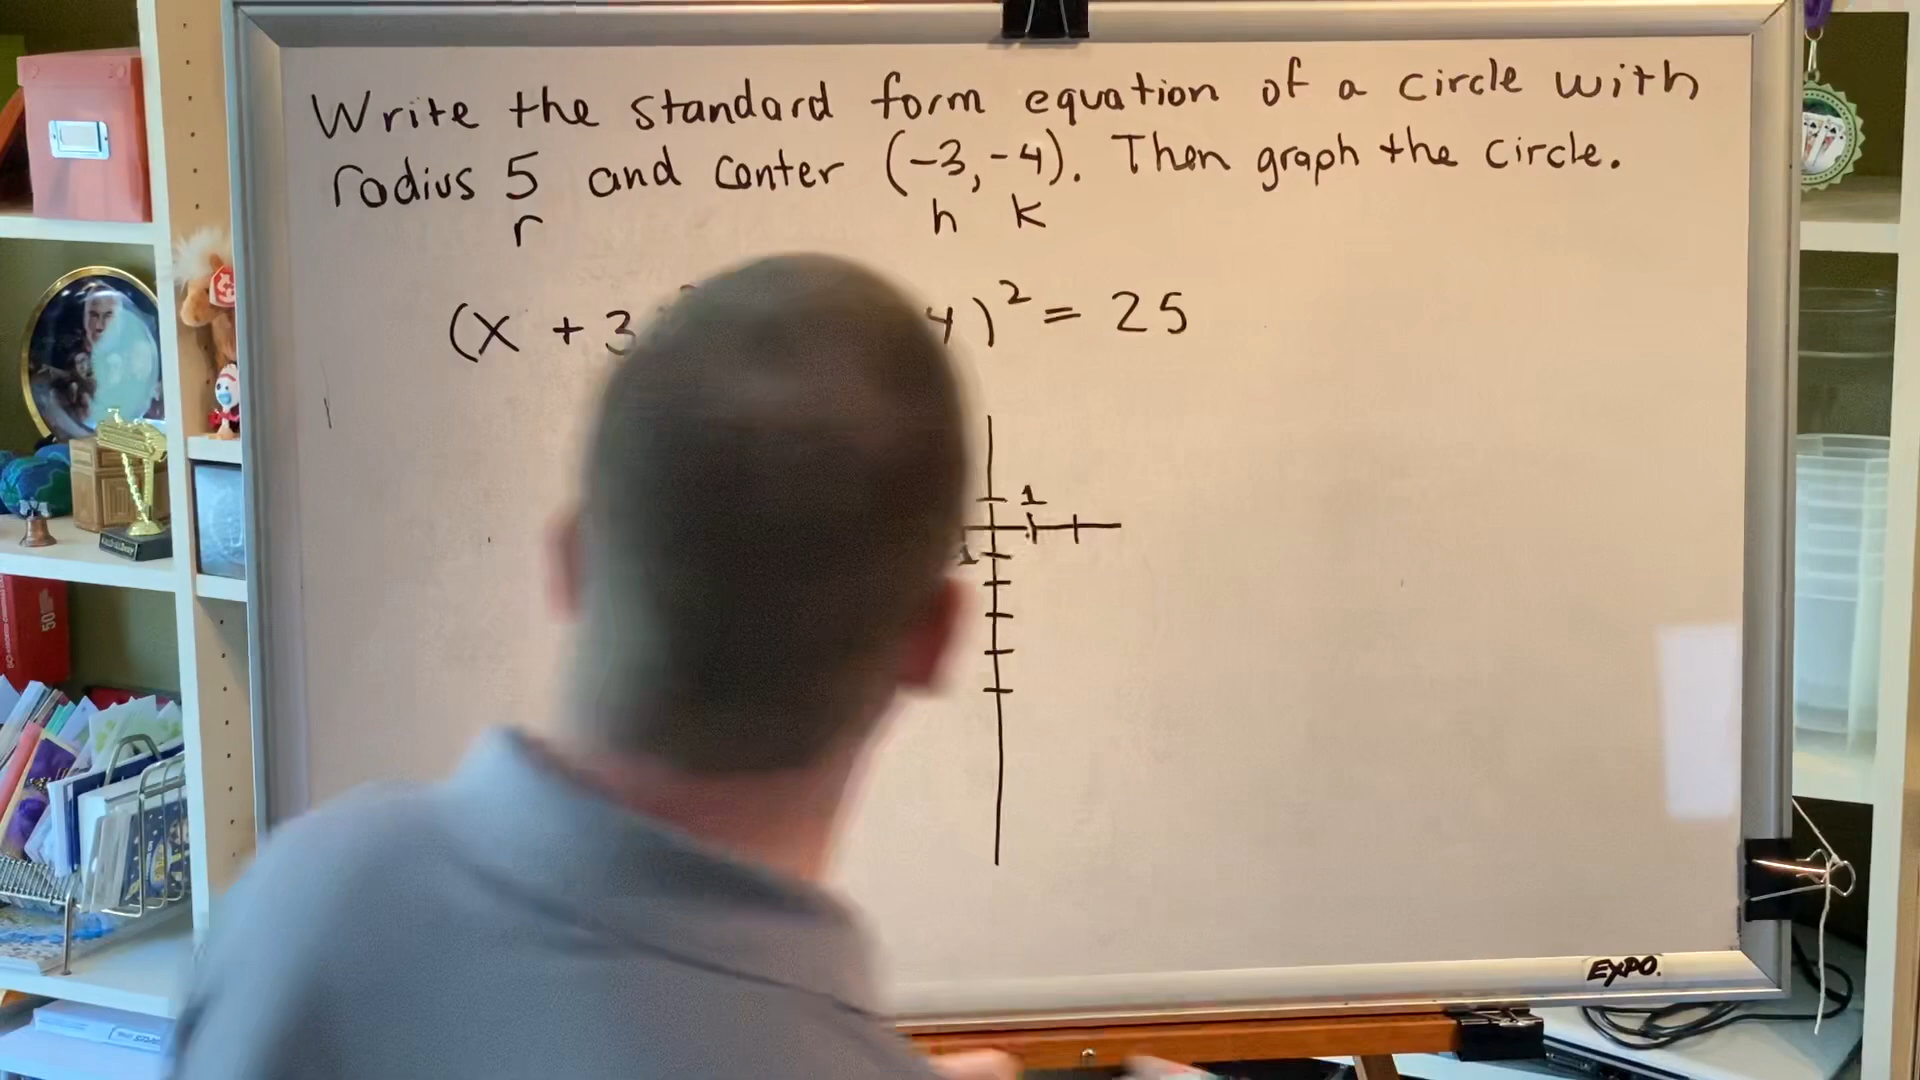 Write the standard form equation of a circle with
radius 5 and center (-3, -4). Then graph the circle.
r h k
(x + 3 4)² = 25
1
1
EXPO.
50